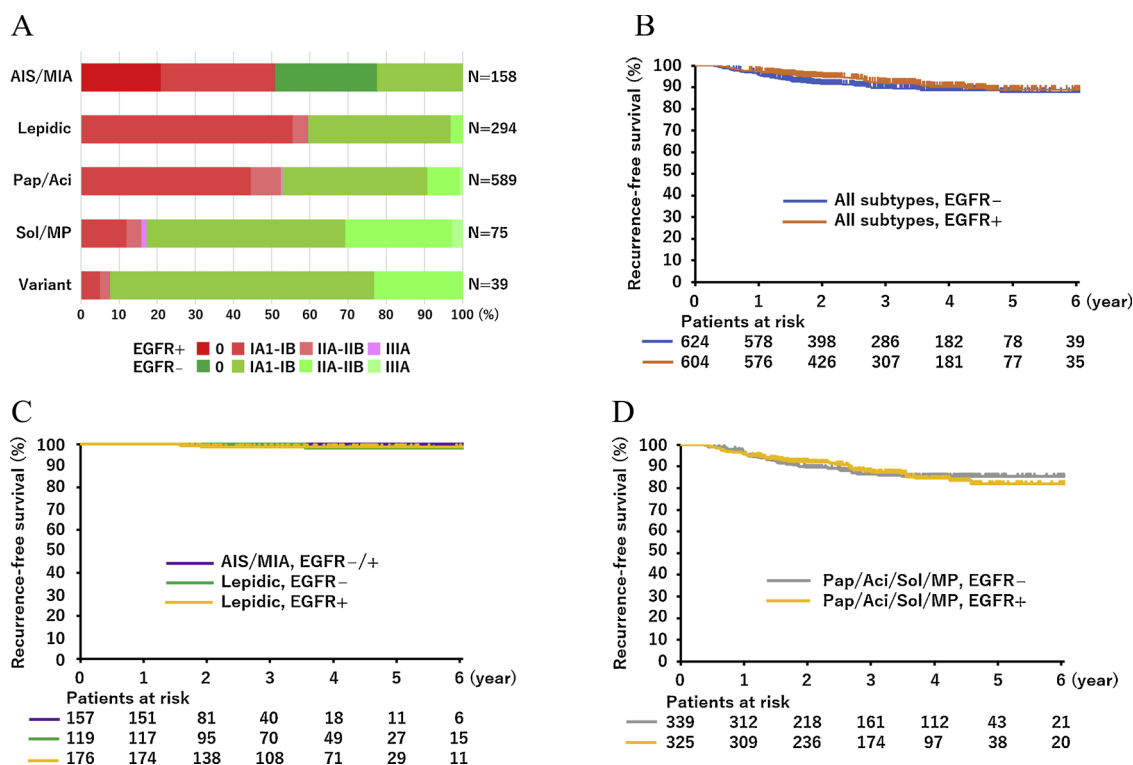 A
AIS/MIA N=158
Lepidic N=294
Pap/Aci N=589
Sol/MP N=75
Variant N=39
0 10 20 30 40 50 60 70 80 90 100 (%)
EGFR+ 0 IA1-IB IIA-IIB IIIA
EGFR− 0 IA1-IB IIA-IIB IIIA
B
Recurrence-free survival (%)
100
90
80
70
60
50
40
30
20
10
0
All subtypes, EGFR−
All subtypes, EGFR+
0 1 2 3 4 5 6 (year)
Patients at risk
624 578 398 286 182 78 39
604 576 426 307 181 77 35
C
Recurrence-free survival (%)
100
90
80
70
60
50
40
30
20
10
0
AIS/MIA, EGFR−/+
Lepidic, EGFR−
Lepidic, EGFR+
0 1 2 3 4 5 6 (year)
Patients at risk
157 151 81 40 18 11 6
119 117 95 70 49 27 15
176 174 138 108 71 29 11
D
Recurrence-free survival (%)
100
90
80
70
60
50
40
30
20
10
0
Pap/Aci/Sol/MP, EGFR−
Pap/Aci/Sol/MP, EGFR+
0 1 2 3 4 5 6 (year)
Patients at risk
339 312 218 161 112 43 21
325 309 236 174 97 38 20